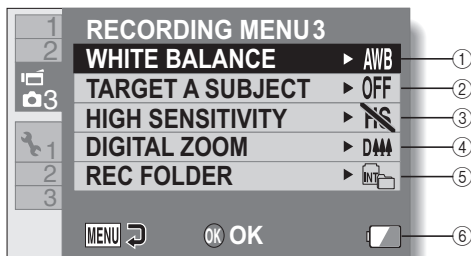 RECORDING MENU 3
WHITE BALANCE AWB ①
TARGET A SUBJECT OFF ②
HIGH SENSITIVITY HS ③
DIGITAL ZOOM D ④
REC FOLDER INT ⑤
MENU OK OK ⑥
1
2
3
1
2
3